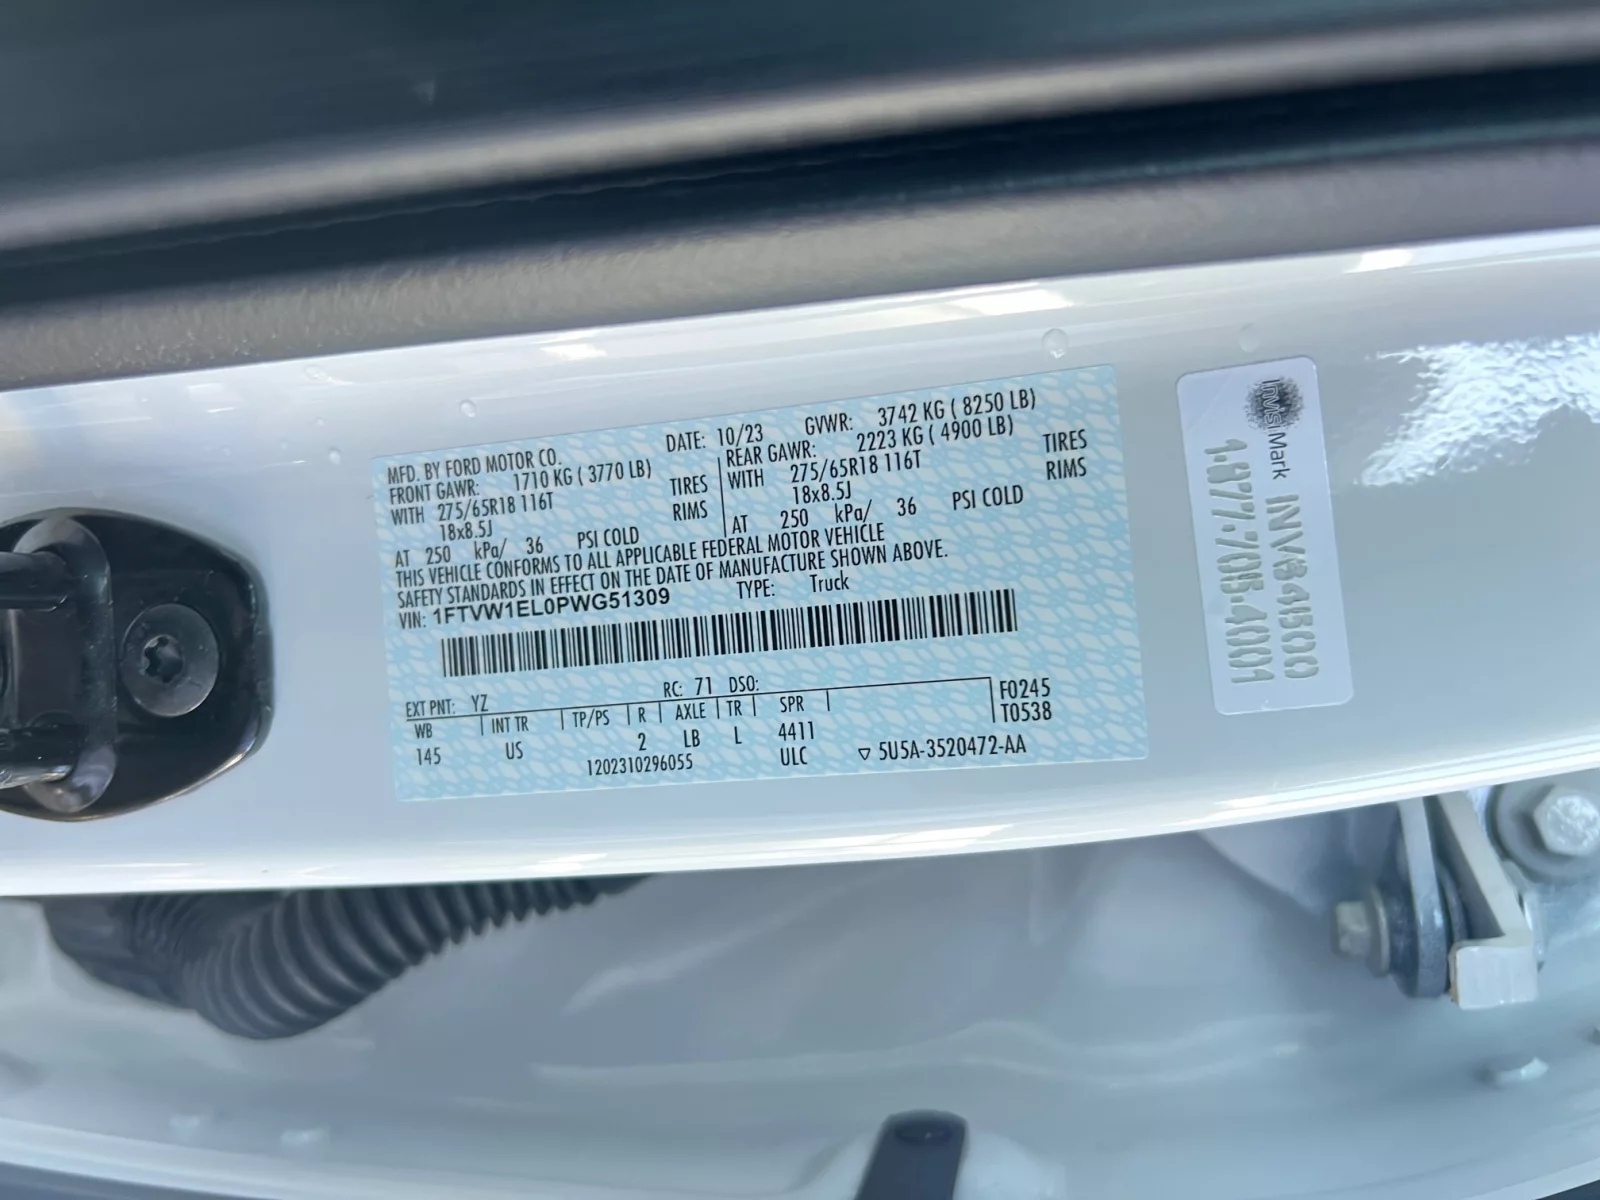 MFD. BY FORD MOTOR CO.
DATE: 10/23 GVWR: 3742 KG ( 8250 LB)
FRONT GAWR: 1710 KG ( 3770 LB)
WITH 275/65R18 116T TIRES
18x8.5J RIMS
AT 250 kPa/ 36 PSI COLD
REAR GAWR: 2223 KG ( 4900 LB)
WITH 275/65R18 116T TIRES
18x8.5J RIMS
AT 250 kPa/ 36 PSI COLD
THIS VEHICLE CONFORMS TO ALL APPLICABLE FEDERAL MOTOR VEHICLE
SAFETY STANDARDS IN EFFECT ON THE DATE OF MANUFACTURE SHOWN ABOVE.
VIN: 1FTVW1EL0PWG51309 TYPE: Truck
EXT PNT: YZ RC: 71 DSO:
WB INT TR TP/PS R AXLE TR SPR F0245
145 US 2 LB L 4411 T0538
1202310296055 ULC ▽ 5U5A-3520472-AA
InvisiMark
INV34500
1.877.705.4001